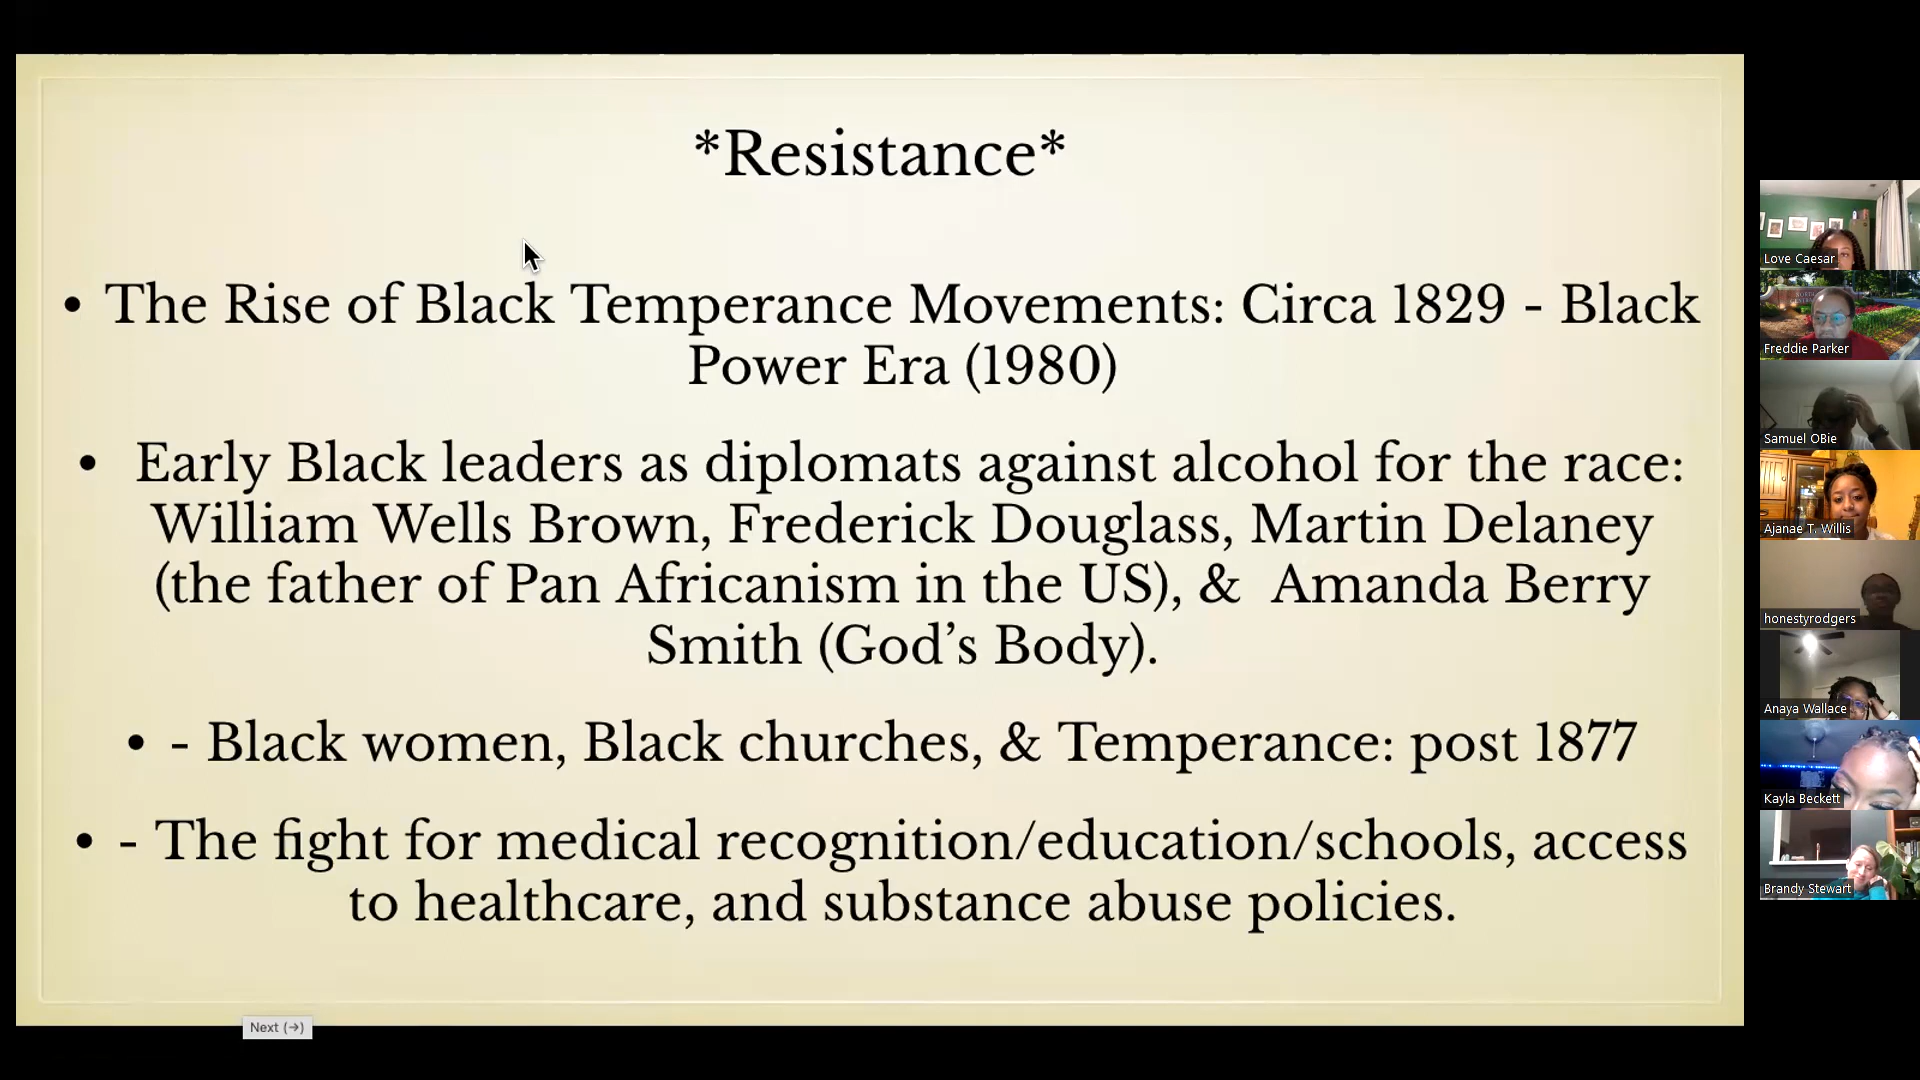 *Resistance*
• The Rise of Black Temperance Movements: Circa 1829 - Black
Power Era (1980)
• Early Black leaders as diplomats against alcohol for the race:
William Wells Brown, Frederick Douglass, Martin Delaney
(the father of Pan Africanism in the US), & Amanda Berry
Smith (God’s Body).
• - Black women, Black churches, & Temperance: post 1877
• - The fight for medical recognition/education/schools, access
to healthcare, and substance abuse policies.
Next (→)
Love Caesar
Freddie Parker
Samuel OBie
Ajanae T. Willis
honestyrodgers
Anaya Wallace
Kayla Beckett
Brandy Stewart